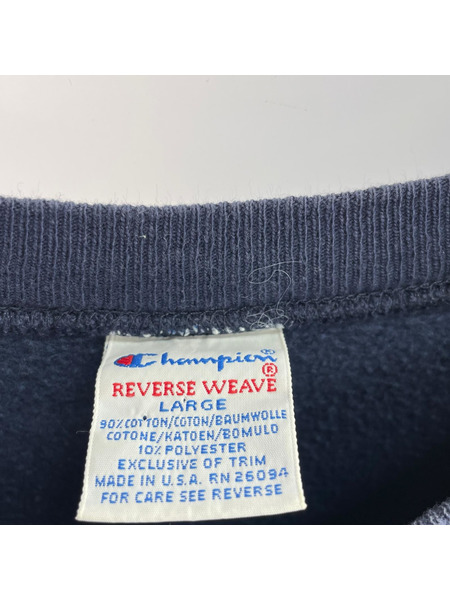 Champion
REVERSE WEAVE ®
LARGE
90% COTTON/COTON/BAUMWOLLE
COTONE/KATOEN/BOMULD
10% POLYESTER
EXCLUSIVE OF TRIM
MADE IN U.S.A. RN 26094
FOR CARE SEE REVERSE